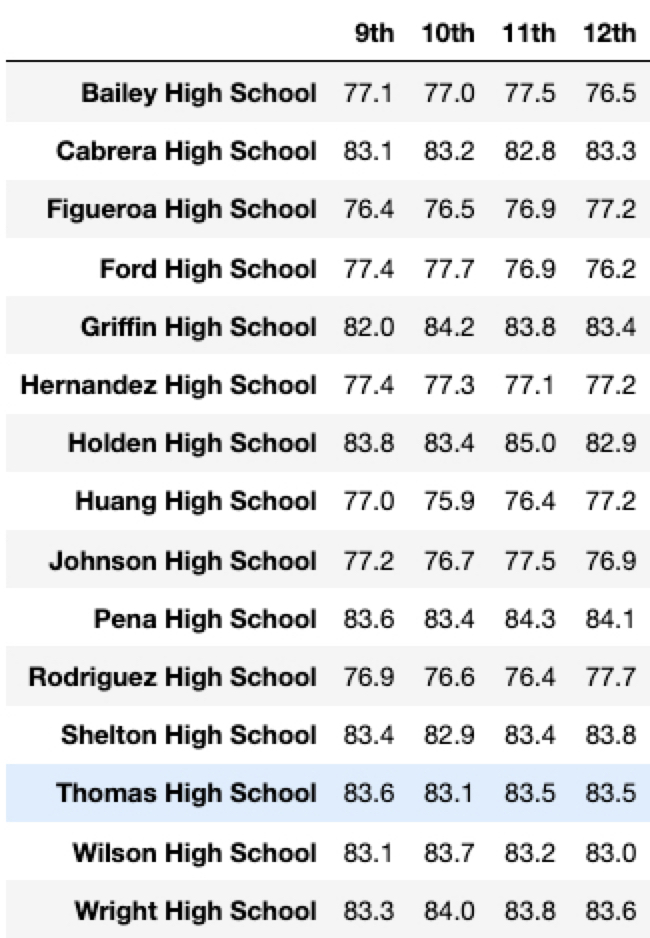 9th 10th 11th 12th
Bailey High School 77.1 77.0 77.5 76.5
Cabrera High School 83.1 83.2 82.8 83.3
Figueroa High School 76.4 76.5 76.9 77.2
Ford High School 77.4 77.7 76.9 76.2
Griffin High School 82.0 84.2 83.8 83.4
Hernandez High School 77.4 77.3 77.1 77.2
Holden High School 83.8 83.4 85.0 82.9
Huang High School 77.0 75.9 76.4 77.2
Johnson High School 77.2 76.7 77.5 76.9
Pena High School 83.6 83.4 84.3 84.1
Rodriguez High School 76.9 76.6 76.4 77.7
Shelton High School 83.4 82.9 83.4 83.8
Thomas High School 83.6 83.1 83.5 83.5
Wilson High School 83.1 83.7 83.2 83.0
Wright High School 83.3 84.0 83.8 83.6